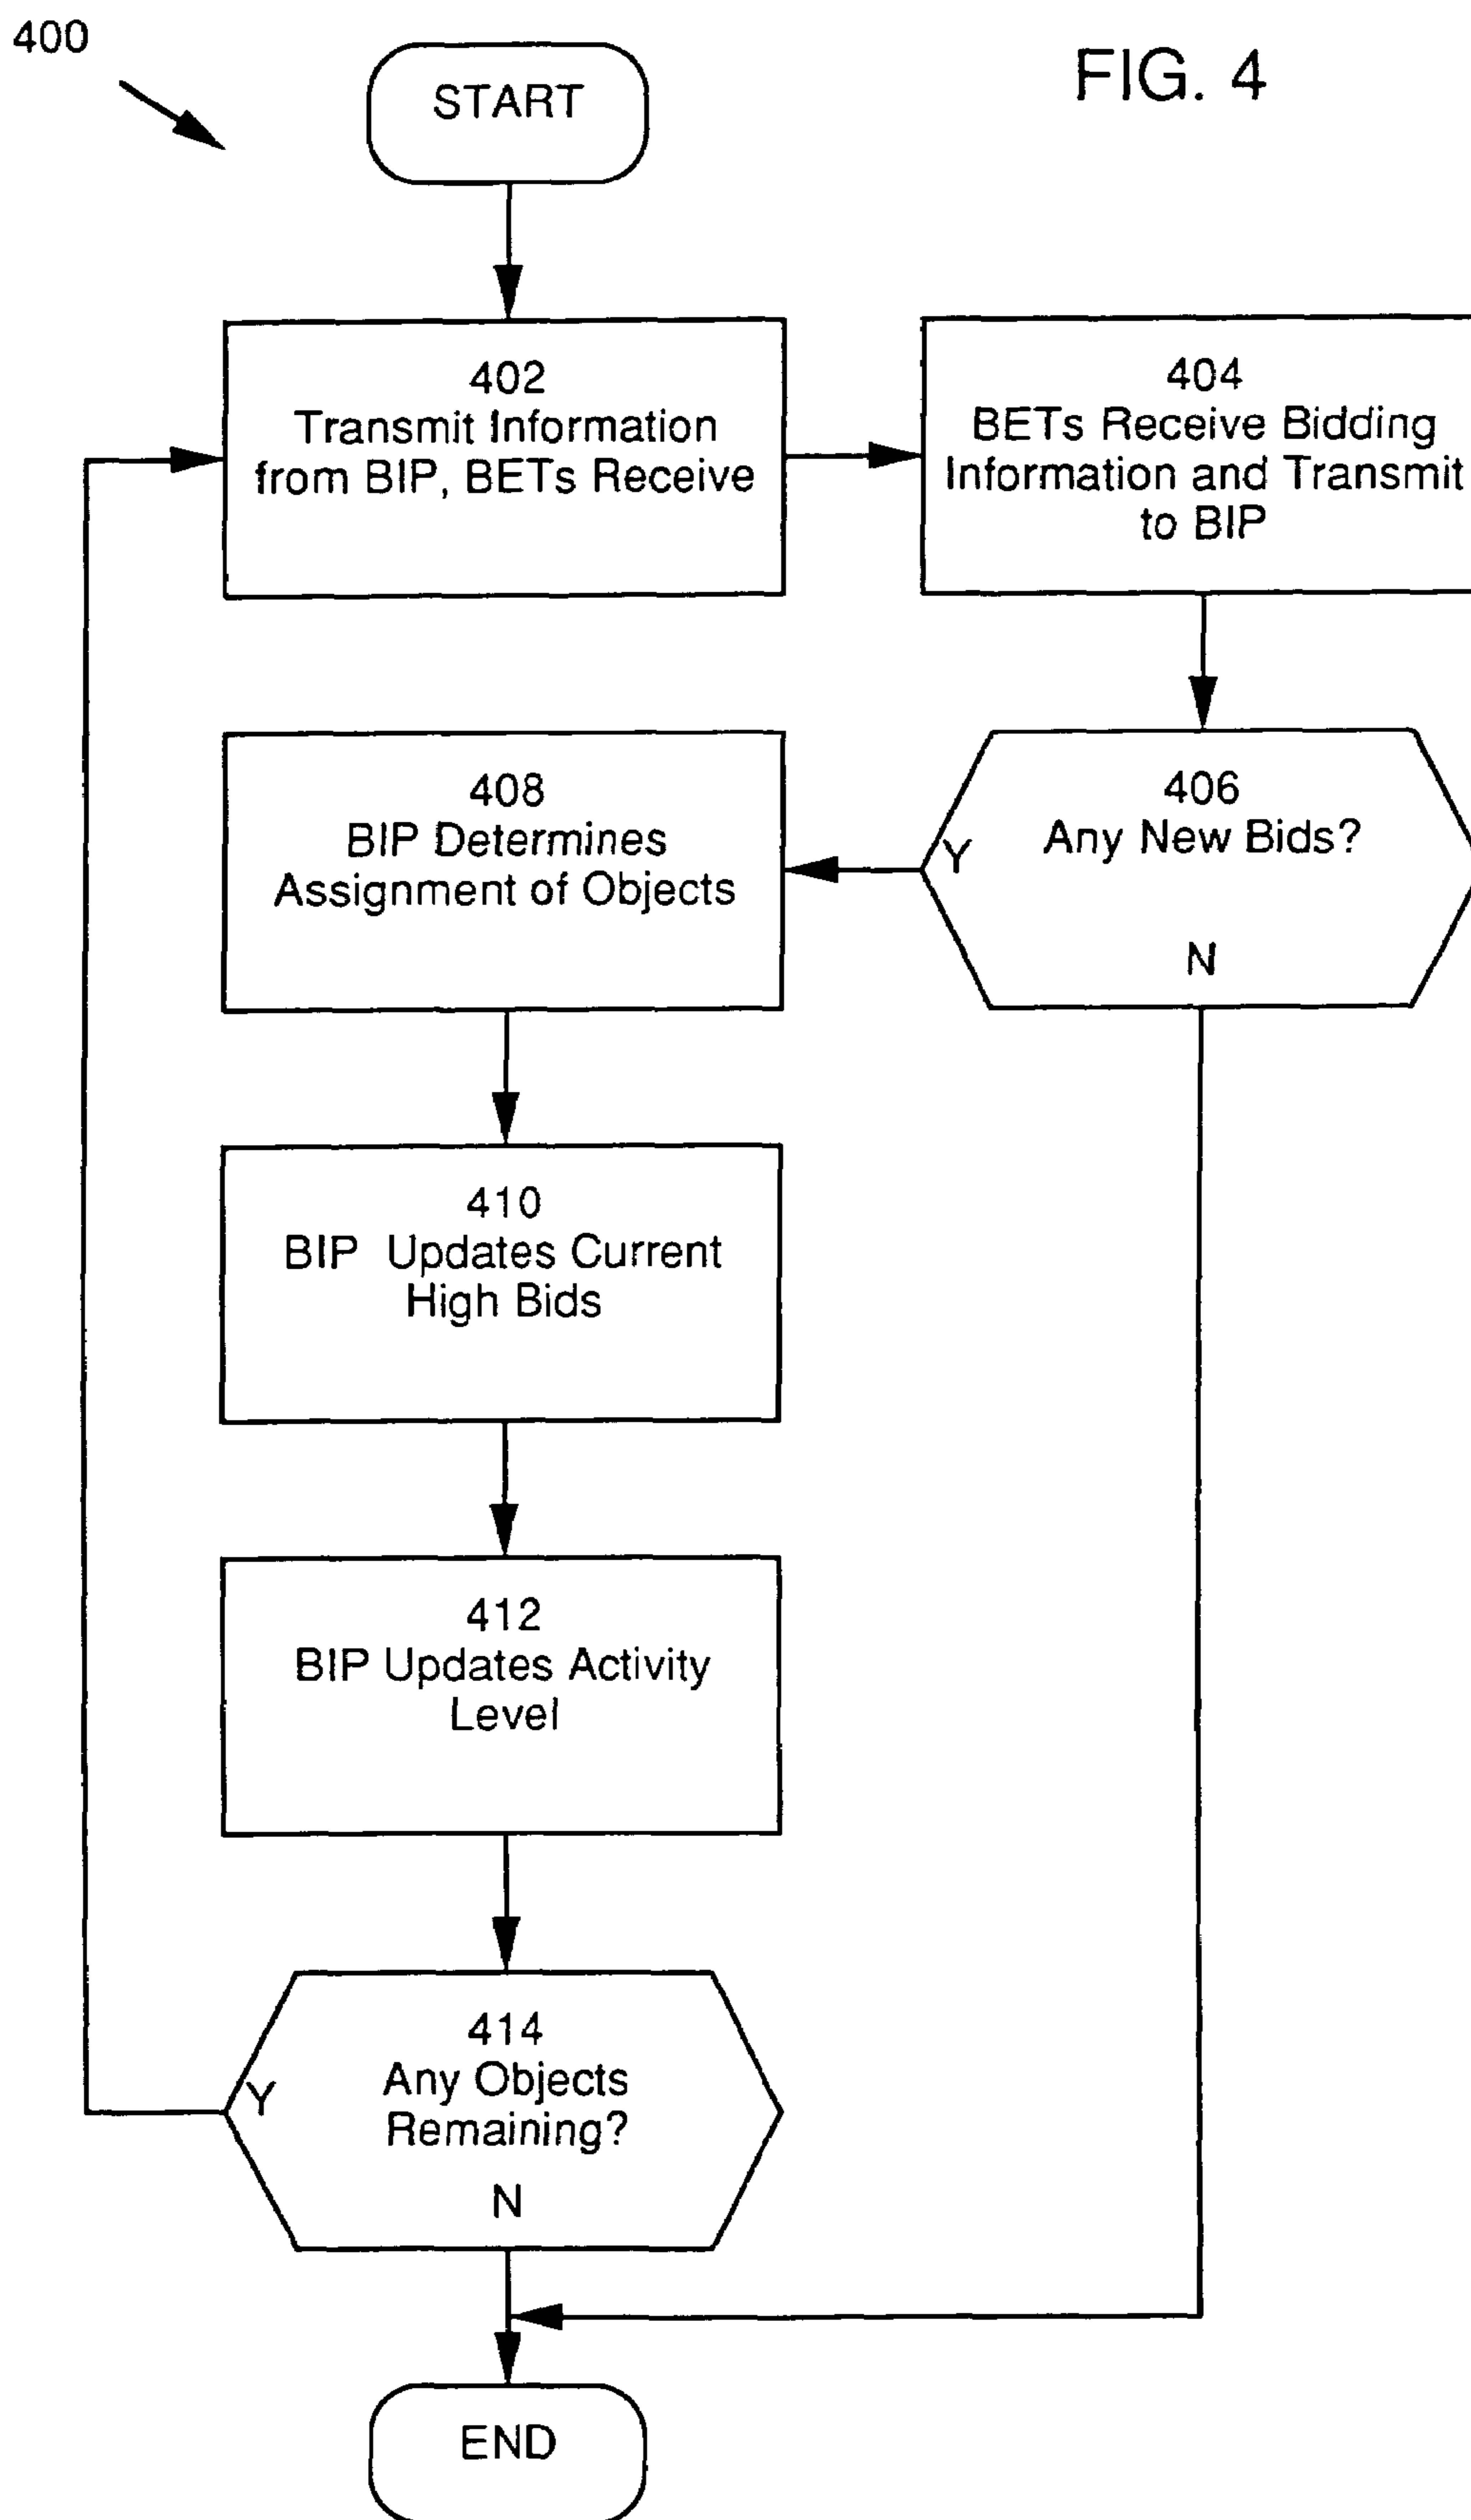 400
FIG. 4
START
402
Transmit Information
from BIP, BETs Receive
404
BETs Receive Bidding
Information and Transmit
to BIP
406
Any New Bids?
Y
N
408
BIP Determines
Assignment of Objects
410
BIP Updates Current
High Bids
412
BIP Updates Activity
Level
414
Any Objects
Remaining?
Y
N
END